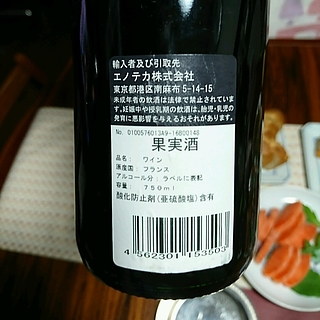 輸入者及び引取先
エノテカ株式会社
東京都港区南麻布 5-14-15
未成年者の飲酒は法律で禁止されています。
妊娠中や授乳期の飲酒は、胎児・乳児の
発育に悪影響を与えるおそれがあります。
No. 0100576013A9-16B00148
果実酒
品名: ワイン
原産国: フランス
アルコール分: ラベルに表記
容量: 750ml
酸化防止剤(亜硫酸塩)含有
4 562301 153503